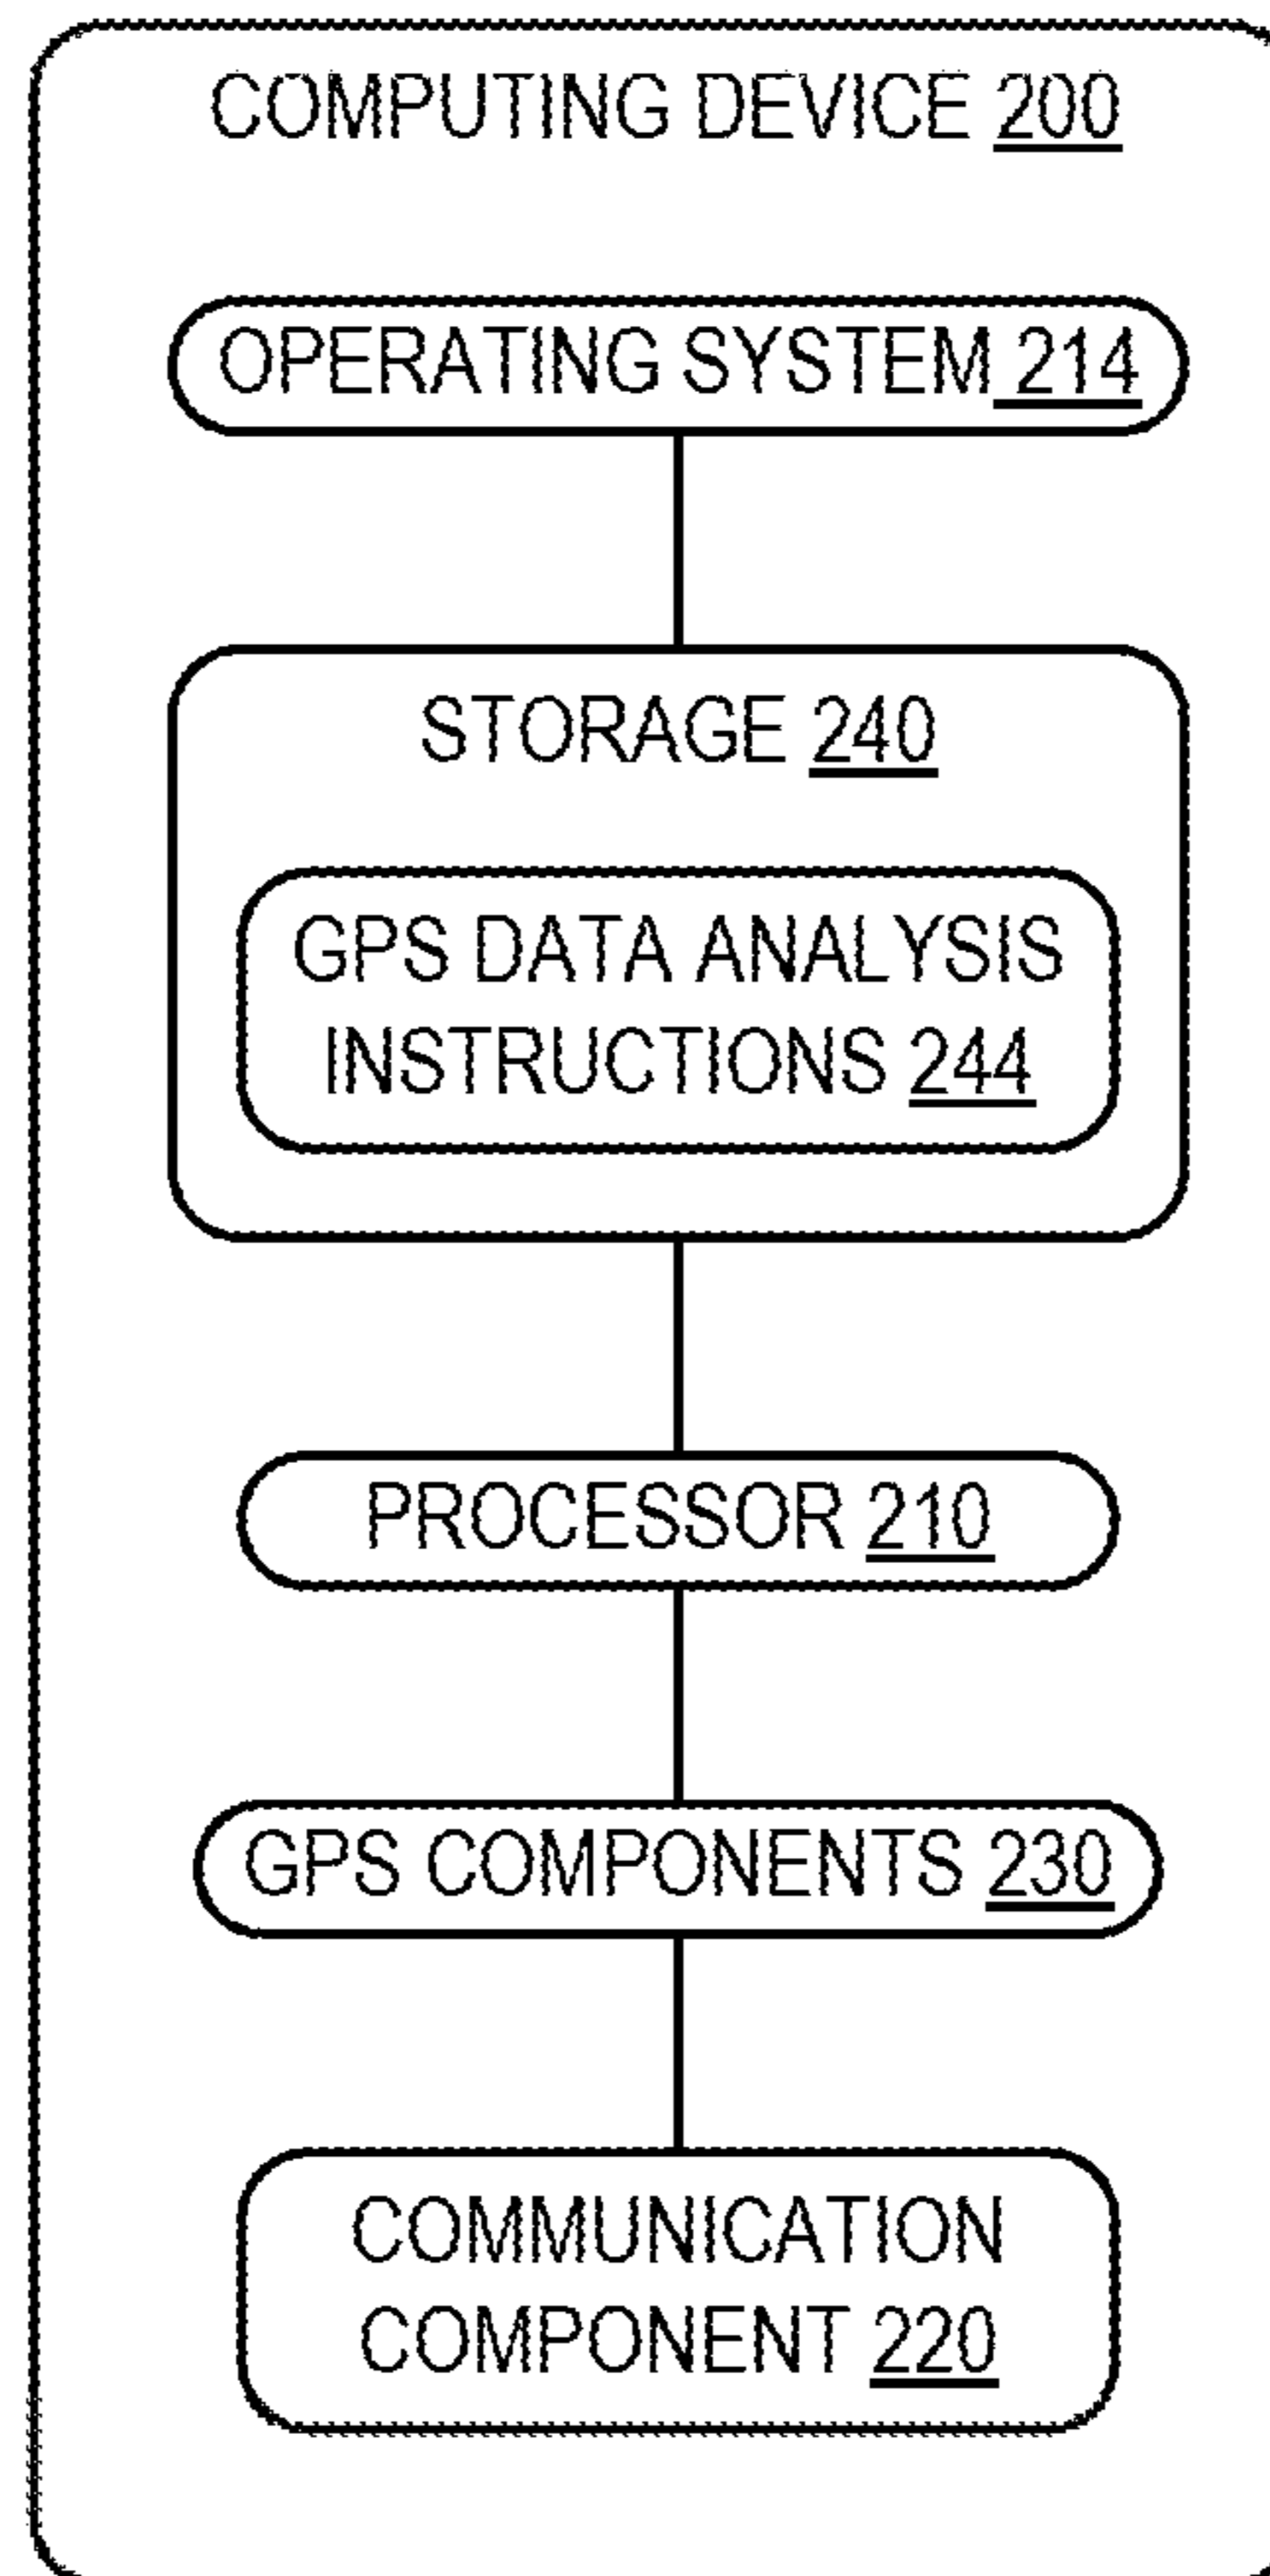 COMPUTING DEVICE 200
OPERATING SYSTEM 214
STORAGE 240
GPS DATA ANALYSIS
INSTRUCTIONS 244
PROCESSOR 210
GPS COMPONENTS 230
COMMUNICATION
COMPONENT 220